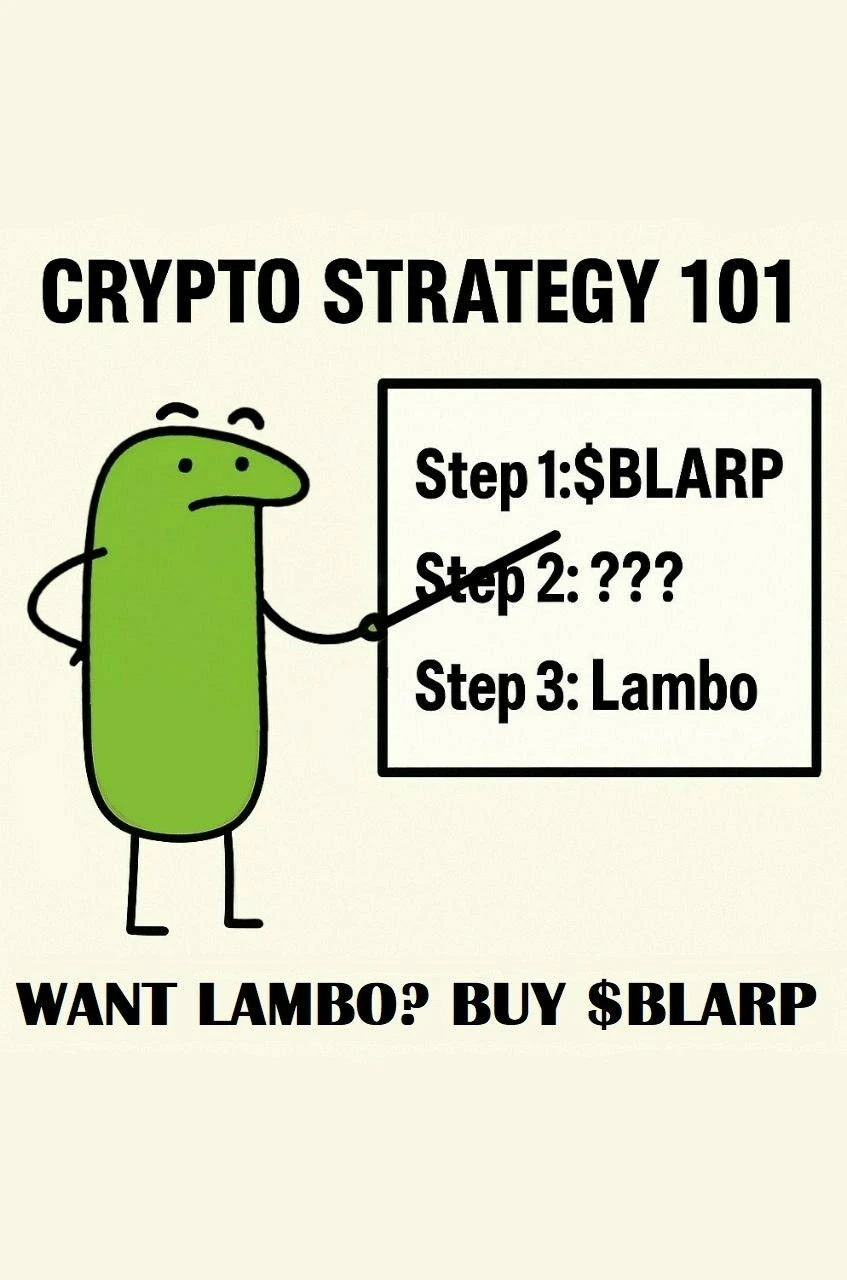 CRYPTO STRATEGY 101
Step 1:$BLARP
Step 2: ???
Step 3: Lambo
WANT LAMBO? BUY $BLARP